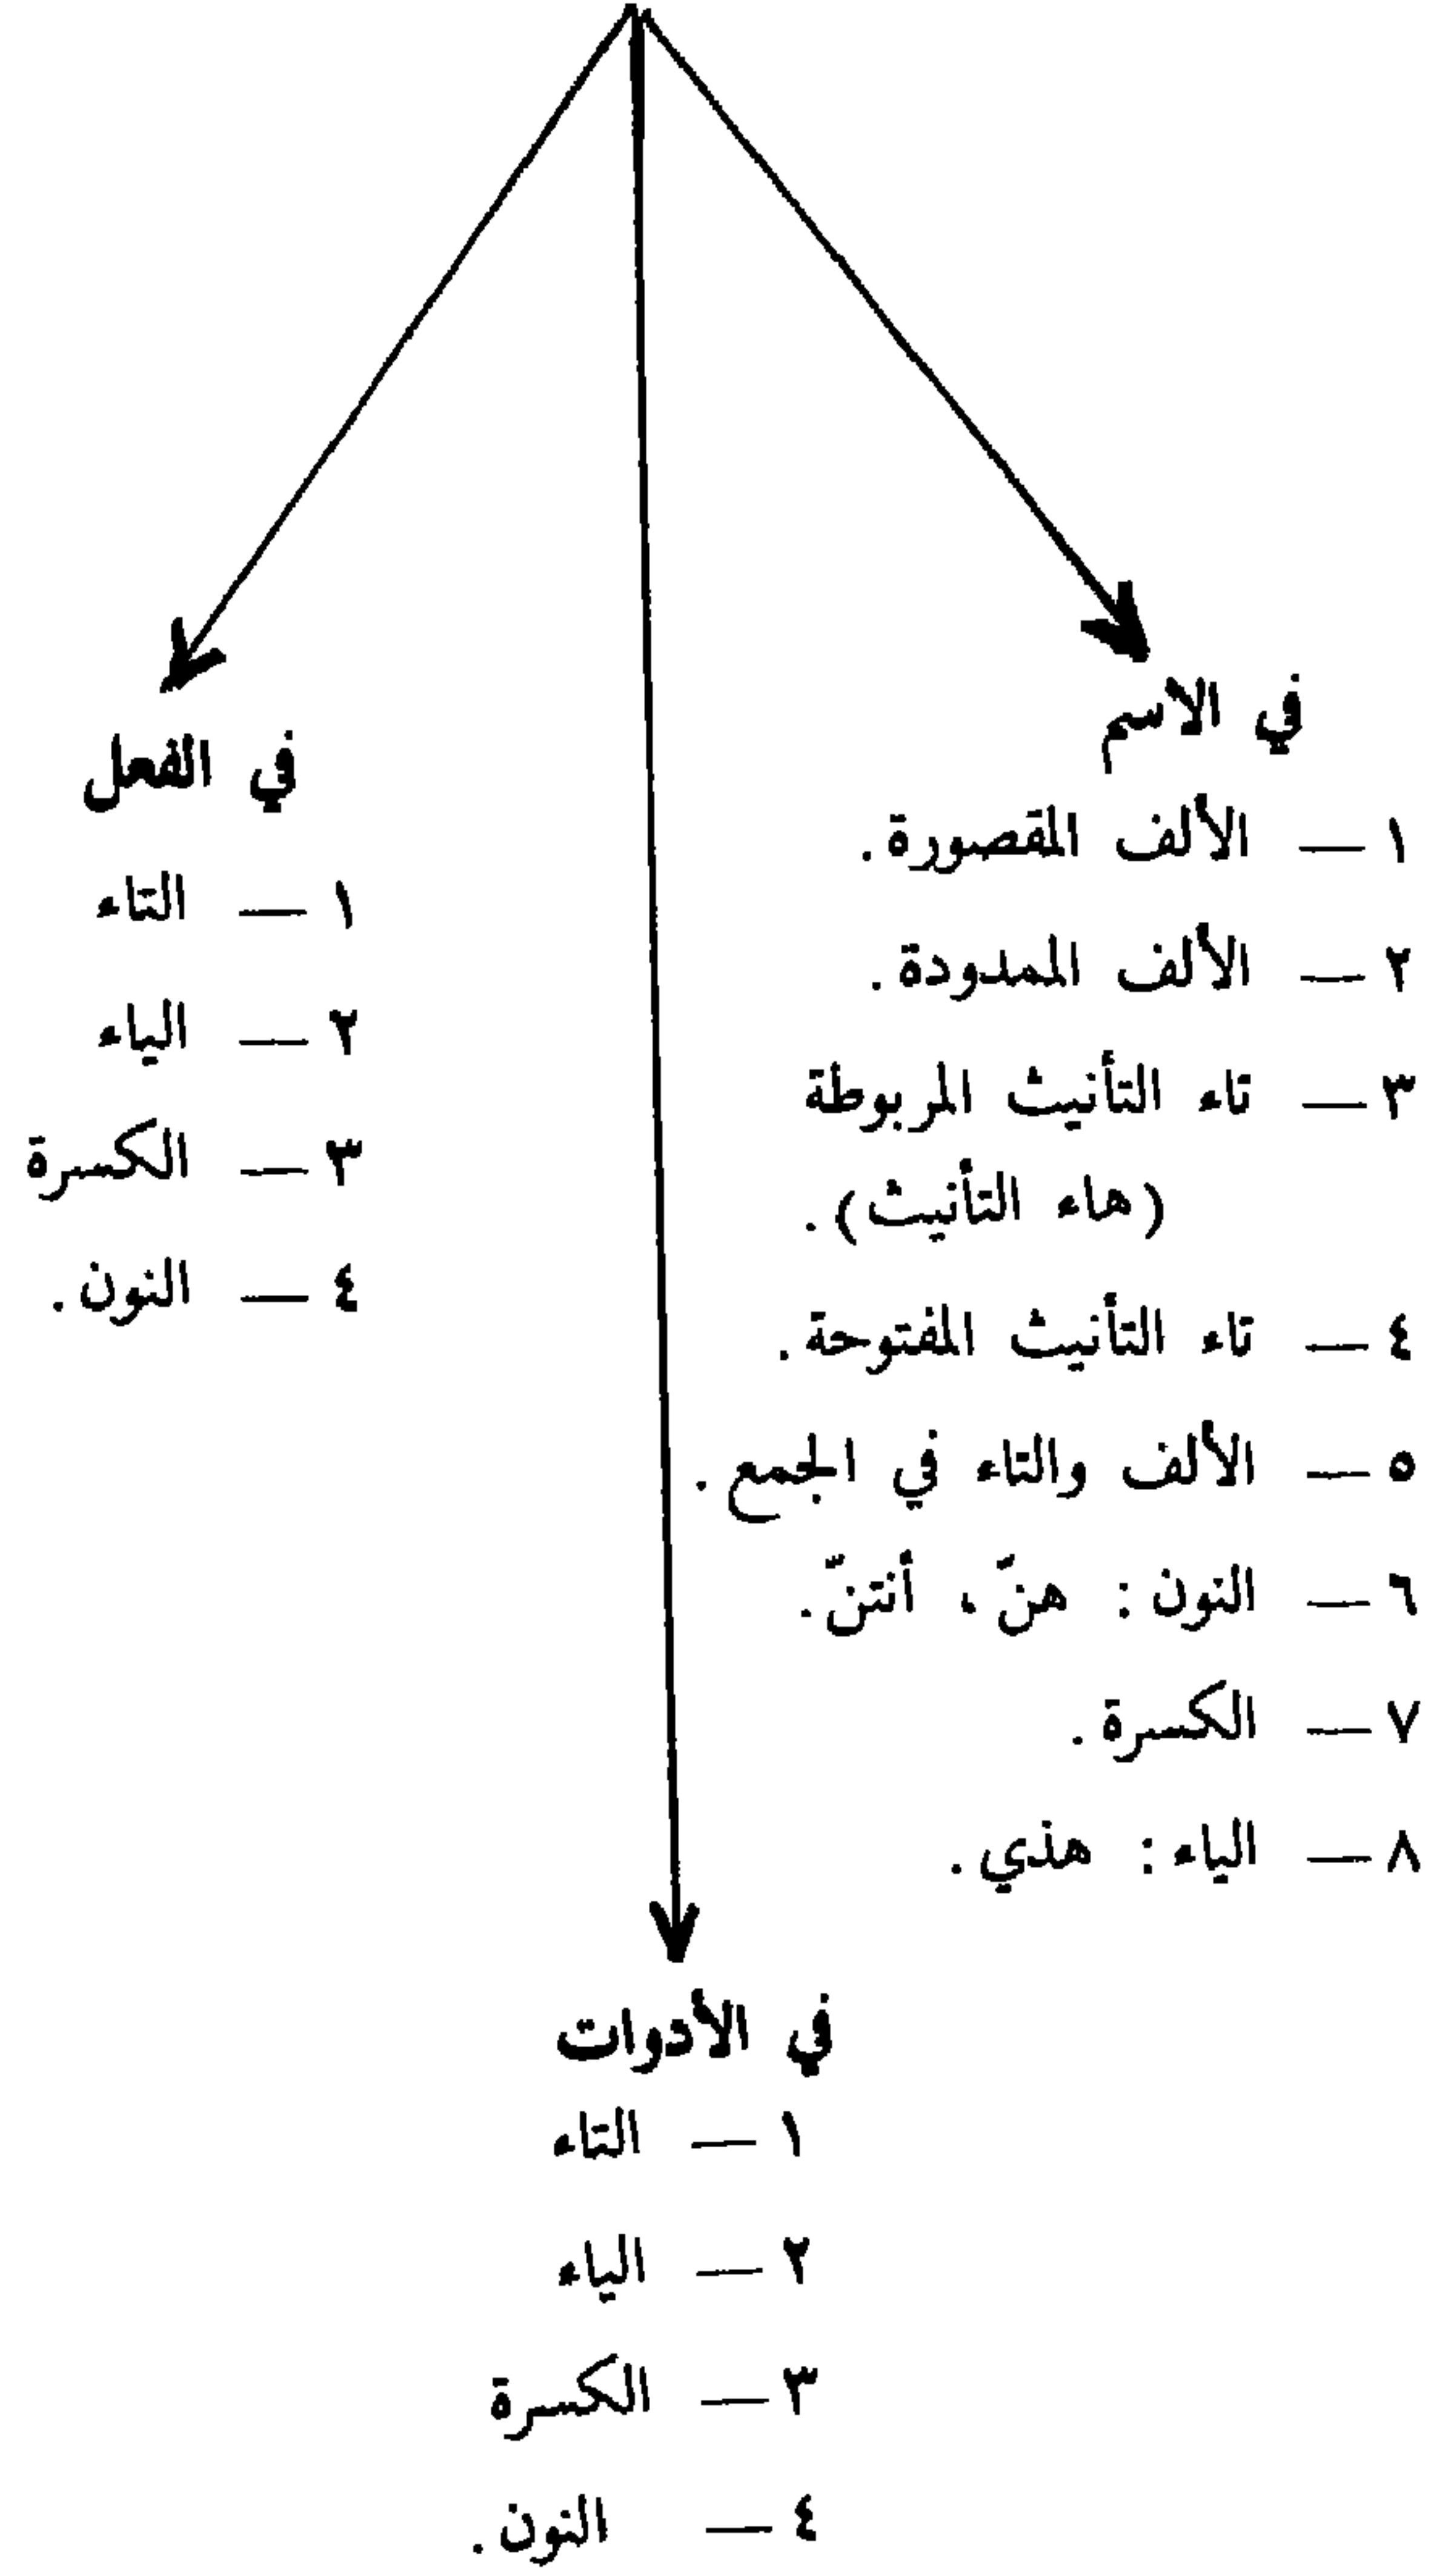 في الاسم
١ — الألف المقصورة.
٢ — الألف الممدودة.
٣ — تاء التأنيث المربوطة
(هاء التأنيث).
٤ — تاء التأنيث المفتوحة.
٥ — الألف والتاء في الجمع.
٦ — النون: هنّ، أنتنّ.
٧ — الكسرة.
٨ — الياء: هذي.
في الفعل
١ — التاء
٢ — الياء
٣ — الكسرة
٤ — النون.
في الأدوات
١ — التاء
٢ — الياء
٣ — الكسرة
٤ — النون.